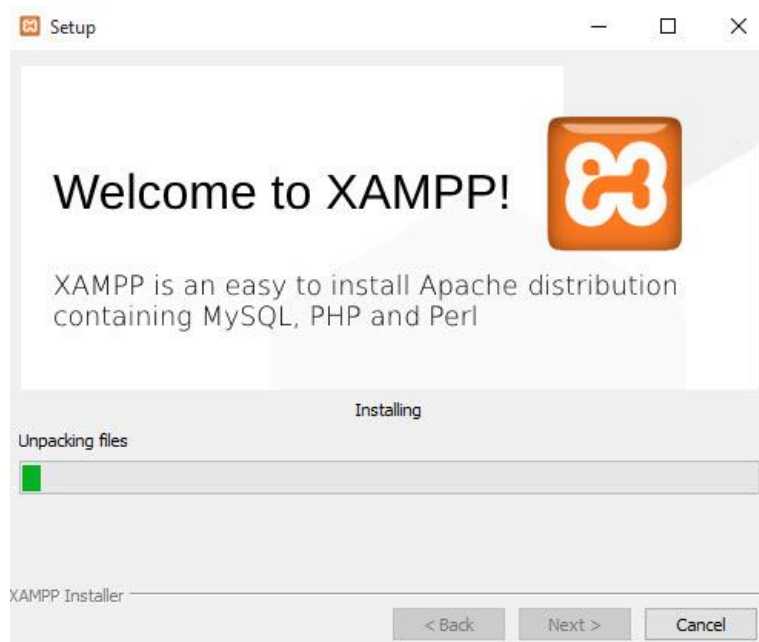 Setup
Welcome to XAMPP!
XAMPP is an easy to install Apache distribution
containing MySQL, PHP and Perl
Installing
Unpacking files
XAMPP Installer
< Back
Next >
Cancel